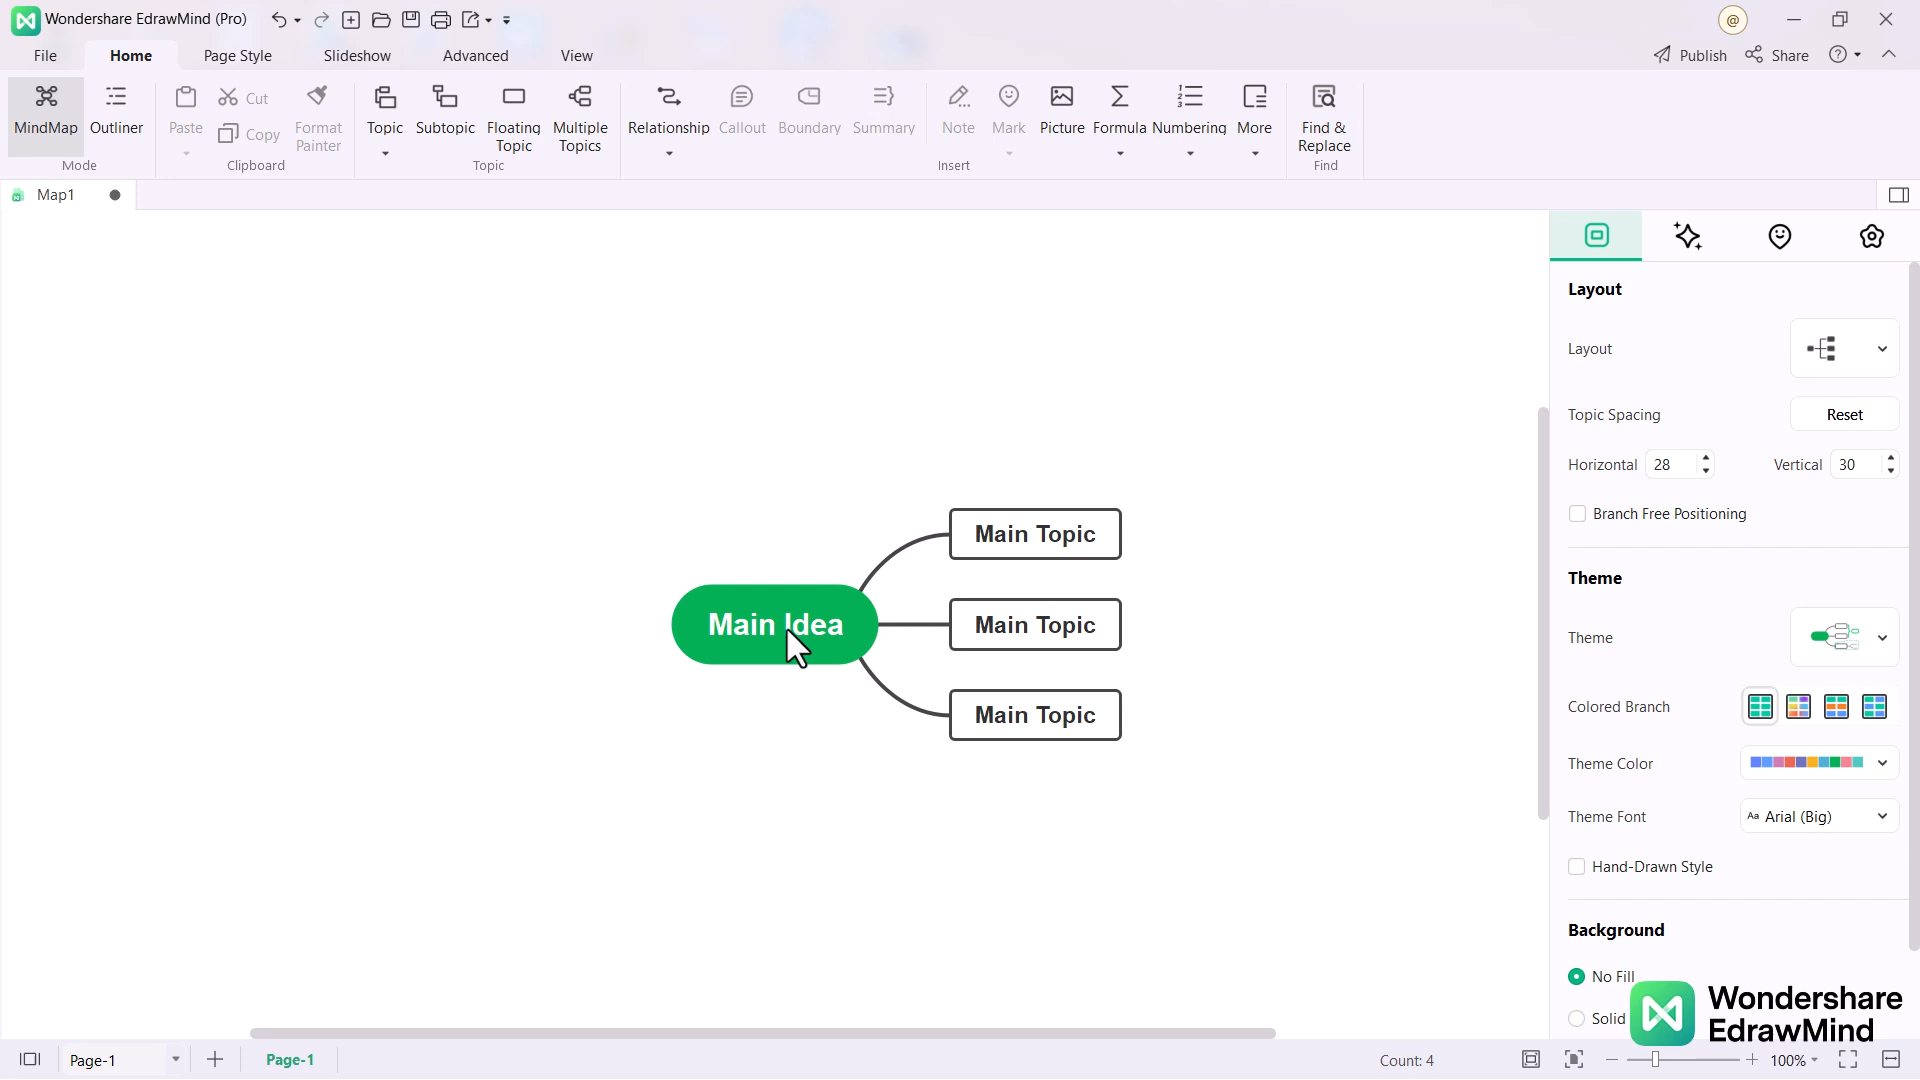 Wondershare EdrawMind (Pro)
@
File Home Page Style Slideshow Advanced View Publish Share
MindMap Outliner Paste Cut Copy Format Painter Topic Subtopic Floating Topic Multiple Topics Relationship Callout Boundary Summary Note Mark Picture Formula Numbering More Find & Replace
Mode Clipboard Topic Insert Find
Map1
Main Idea
Main Topic
Main Topic
Main Topic
Layout
Layout
Topic Spacing Reset
Horizontal 28 Vertical 30
Branch Free Positioning
Theme
Theme
Colored Branch
Theme Color
Theme Font Aa Arial (Big)
Hand-Drawn Style
Background
No Fill
Solid
Wondershare
EdrawMind
Page-1 Page-1 Count: 4 100%